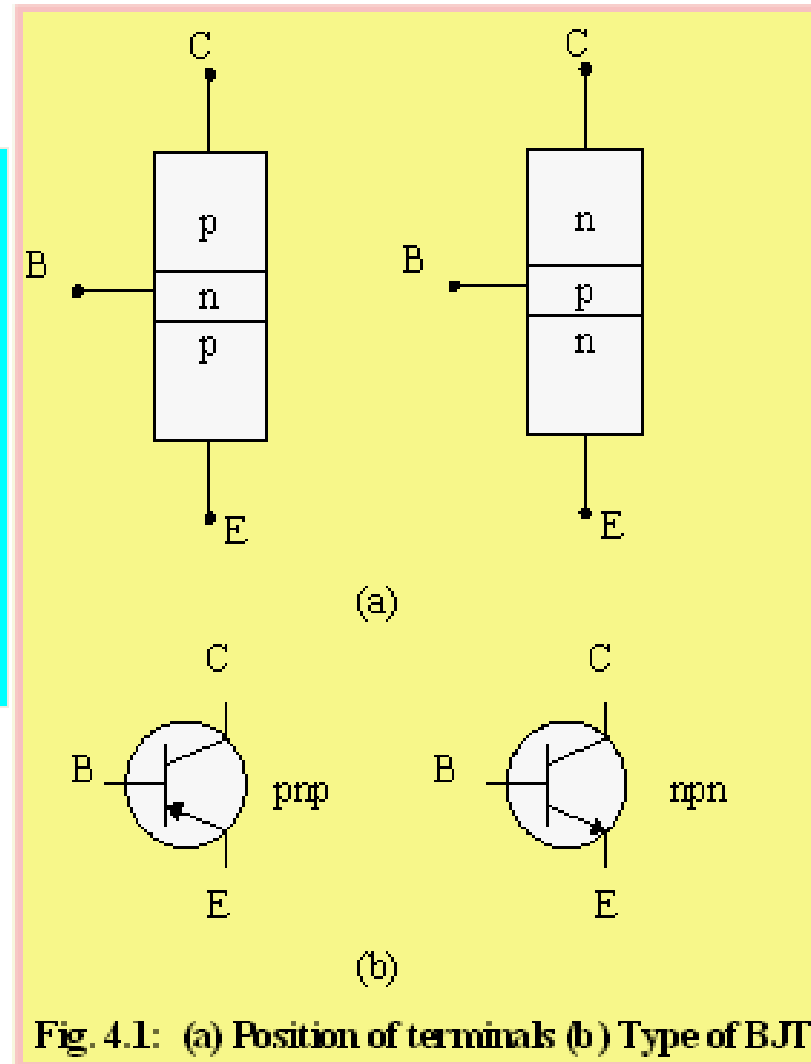 C C
p n
B B
n p
p n
E E
(a)
C C
B pnp B npn
E E
(b)
Fig. 4.1: (a) Position of terminals (b) Type of BJT